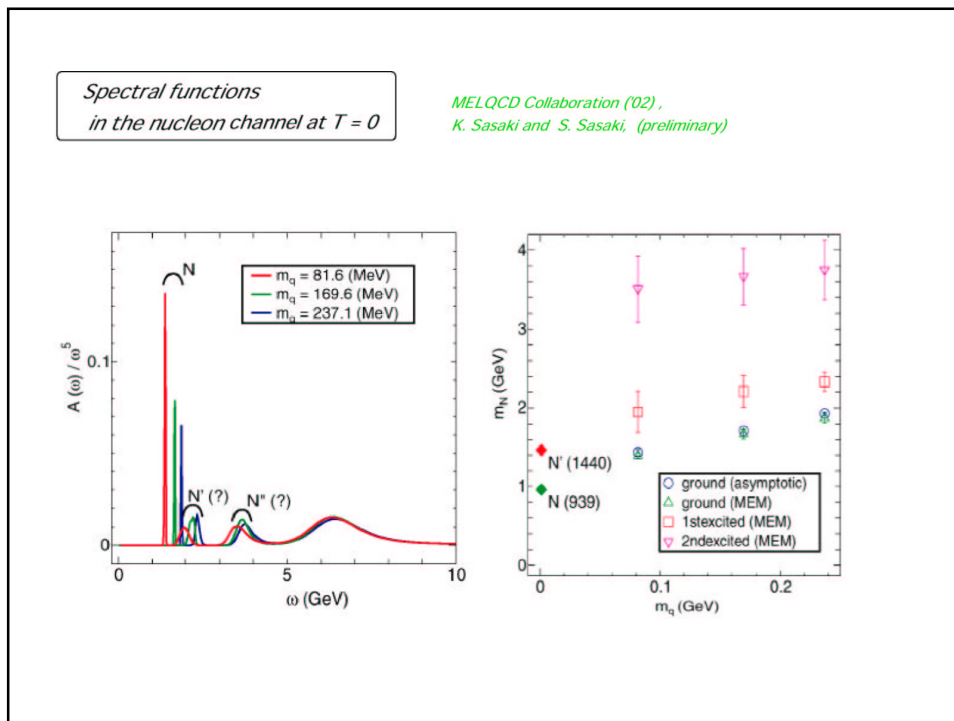 Spectral functions
in the nucleon channel at T = 0
MELQCD Collaboration ('02) ,
K. Sasaki and S. Sasaki, (preliminary)
A (ω) / ω⁵
0.1
0
N
N' (?)
N" (?)
m_q = 81.6 (MeV)
m_q = 169.6 (MeV)
m_q = 237.1 (MeV)
0
5
10
ω (GeV)
m_N (GeV)
4
3
2
1
0
N' (1440)
N (939)
ground (asymptotic)
ground (MEM)
1stexcited (MEM)
2ndexcited (MEM)
0
0.1
0.2
m_q (GeV)